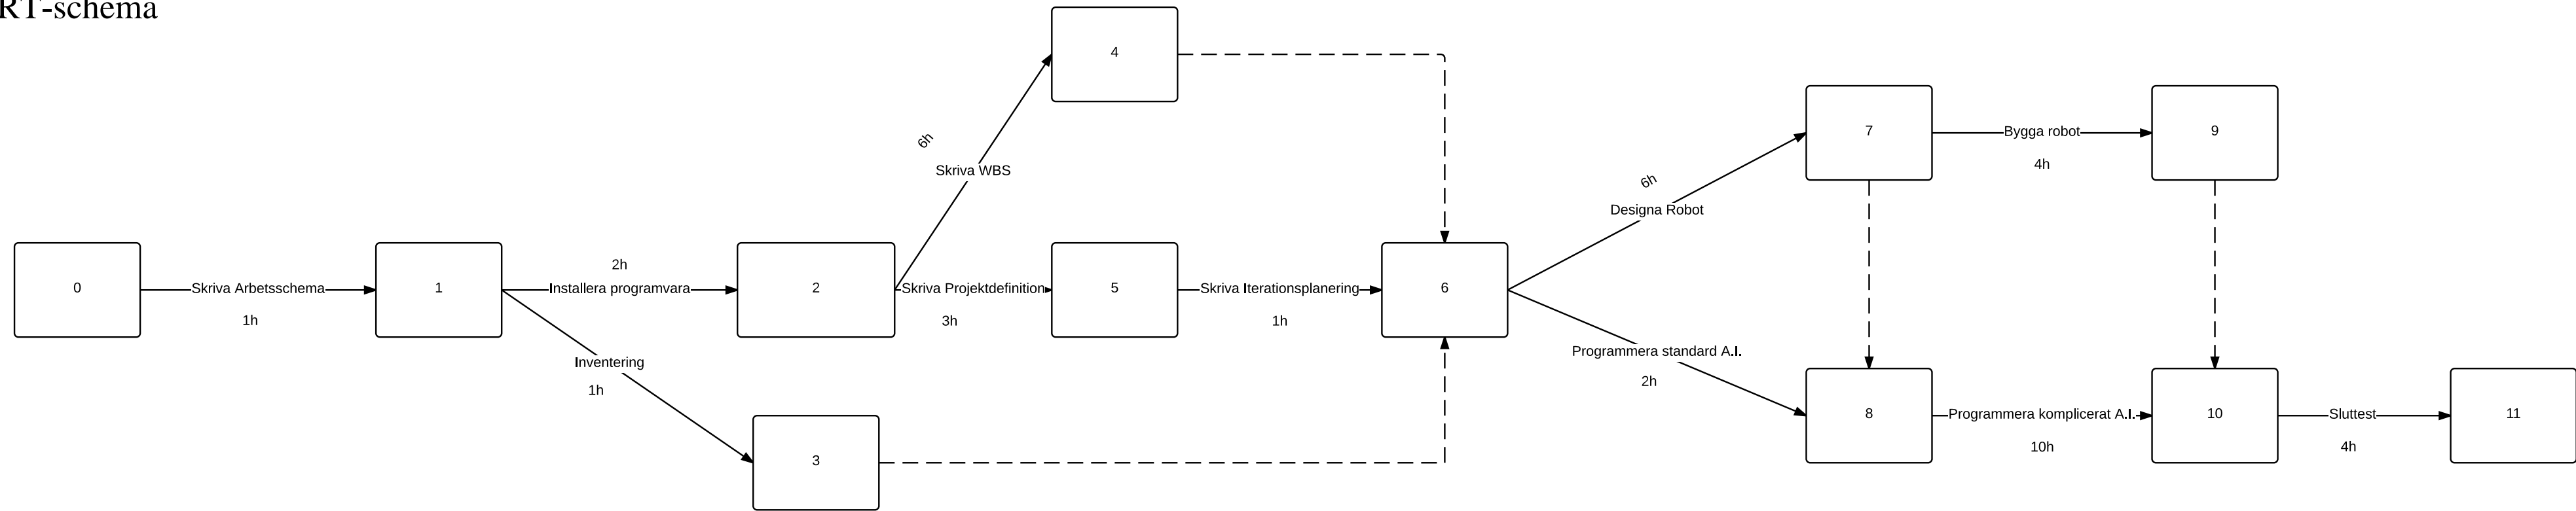 RT-schema
4
6h
Skriva WBS
7
Bygga robot
9
4h
6h
Designa Robot
0
Skriva Arbetsschema
1h
1
2h
Installera programvara
2
Skriva Projektdefinition
3h
5
Skriva Iterationsplanering
1h
6
Inventering
1h
3
Programmera standard A.I.
2h
8
Programmera komplicerat A.I.
10h
10
Sluttest
4h
11